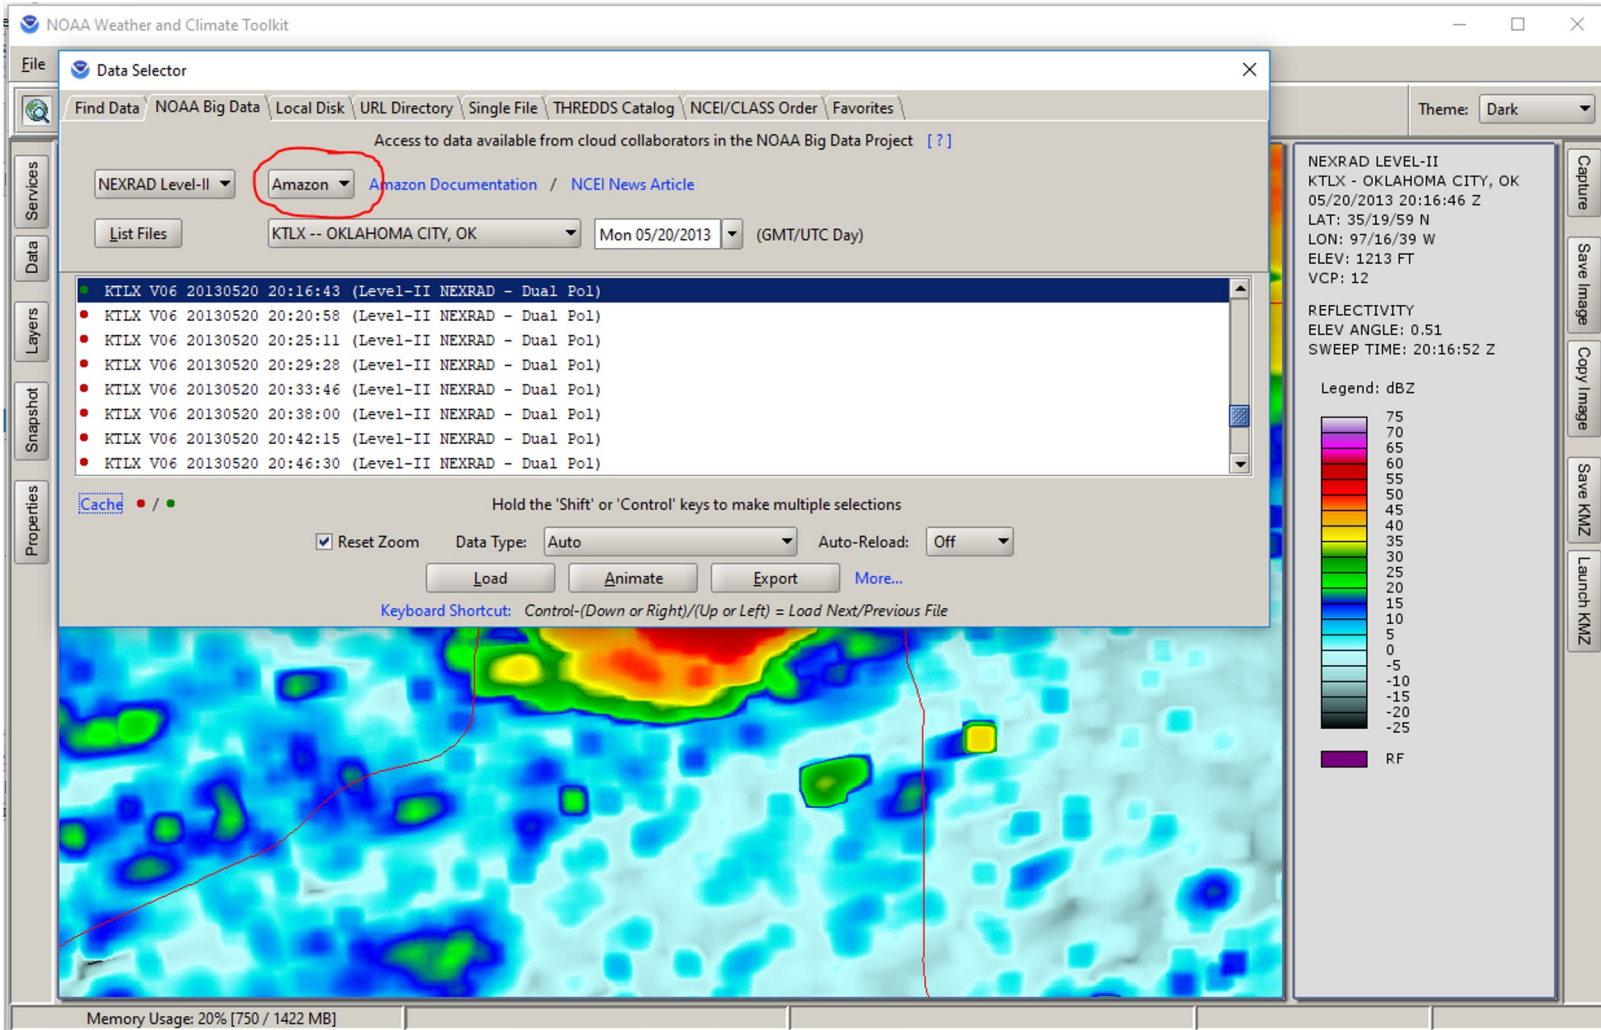 NOAA Weather and Climate Toolkit
File
Data Selector
Find Data NOAA Big Data Local Disk URL Directory Single File THREDDS Catalog NCEI/CLASS Order Favorites
Access to data available from cloud collaborators in the NOAA Big Data Project [ ? ]
NEXRAD Level-II Amazon Amazon Documentation / NCEI News Article
List Files KTLX -- OKLAHOMA CITY, OK Mon 05/20/2013 (GMT/UTC Day)
KTLX V06 20130520 20:16:43 (Level-II NEXRAD - Dual Pol)
KTLX V06 20130520 20:20:58 (Level-II NEXRAD - Dual Pol)
KTLX V06 20130520 20:25:11 (Level-II NEXRAD - Dual Pol)
KTLX V06 20130520 20:29:28 (Level-II NEXRAD - Dual Pol)
KTLX V06 20130520 20:33:46 (Level-II NEXRAD - Dual Pol)
KTLX V06 20130520 20:38:00 (Level-II NEXRAD - Dual Pol)
KTLX V06 20130520 20:42:15 (Level-II NEXRAD - Dual Pol)
KTLX V06 20130520 20:46:30 (Level-II NEXRAD - Dual Pol)
Cache / Hold the 'Shift' or 'Control' keys to make multiple selections
Reset Zoom Data Type: Auto Auto-Reload: Off
Load Animate Export More...
Keyboard Shortcut: Control-(Down or Right)/(Up or Left) = Load Next/Previous File
Services
Data
Layers
Snapshot
Properties
Theme: Dark
NEXRAD LEVEL-II
KTLX - OKLAHOMA CITY, OK
05/20/2013 20:16:46 Z
LAT: 35/19/59 N
LON: 97/16/39 W
ELEV: 1213 FT
VCP: 12
REFLECTIVITY
ELEV ANGLE: 0.51
SWEEP TIME: 20:16:52 Z
Legend: dBZ
75
70
65
60
55
50
45
40
35
30
25
20
15
10
5
0
-5
-10
-15
-20
-25
RF
Capture
Save Image
Copy Image
Save KMZ
Launch KMZ
Memory Usage: 20% [750 / 1422 MB]